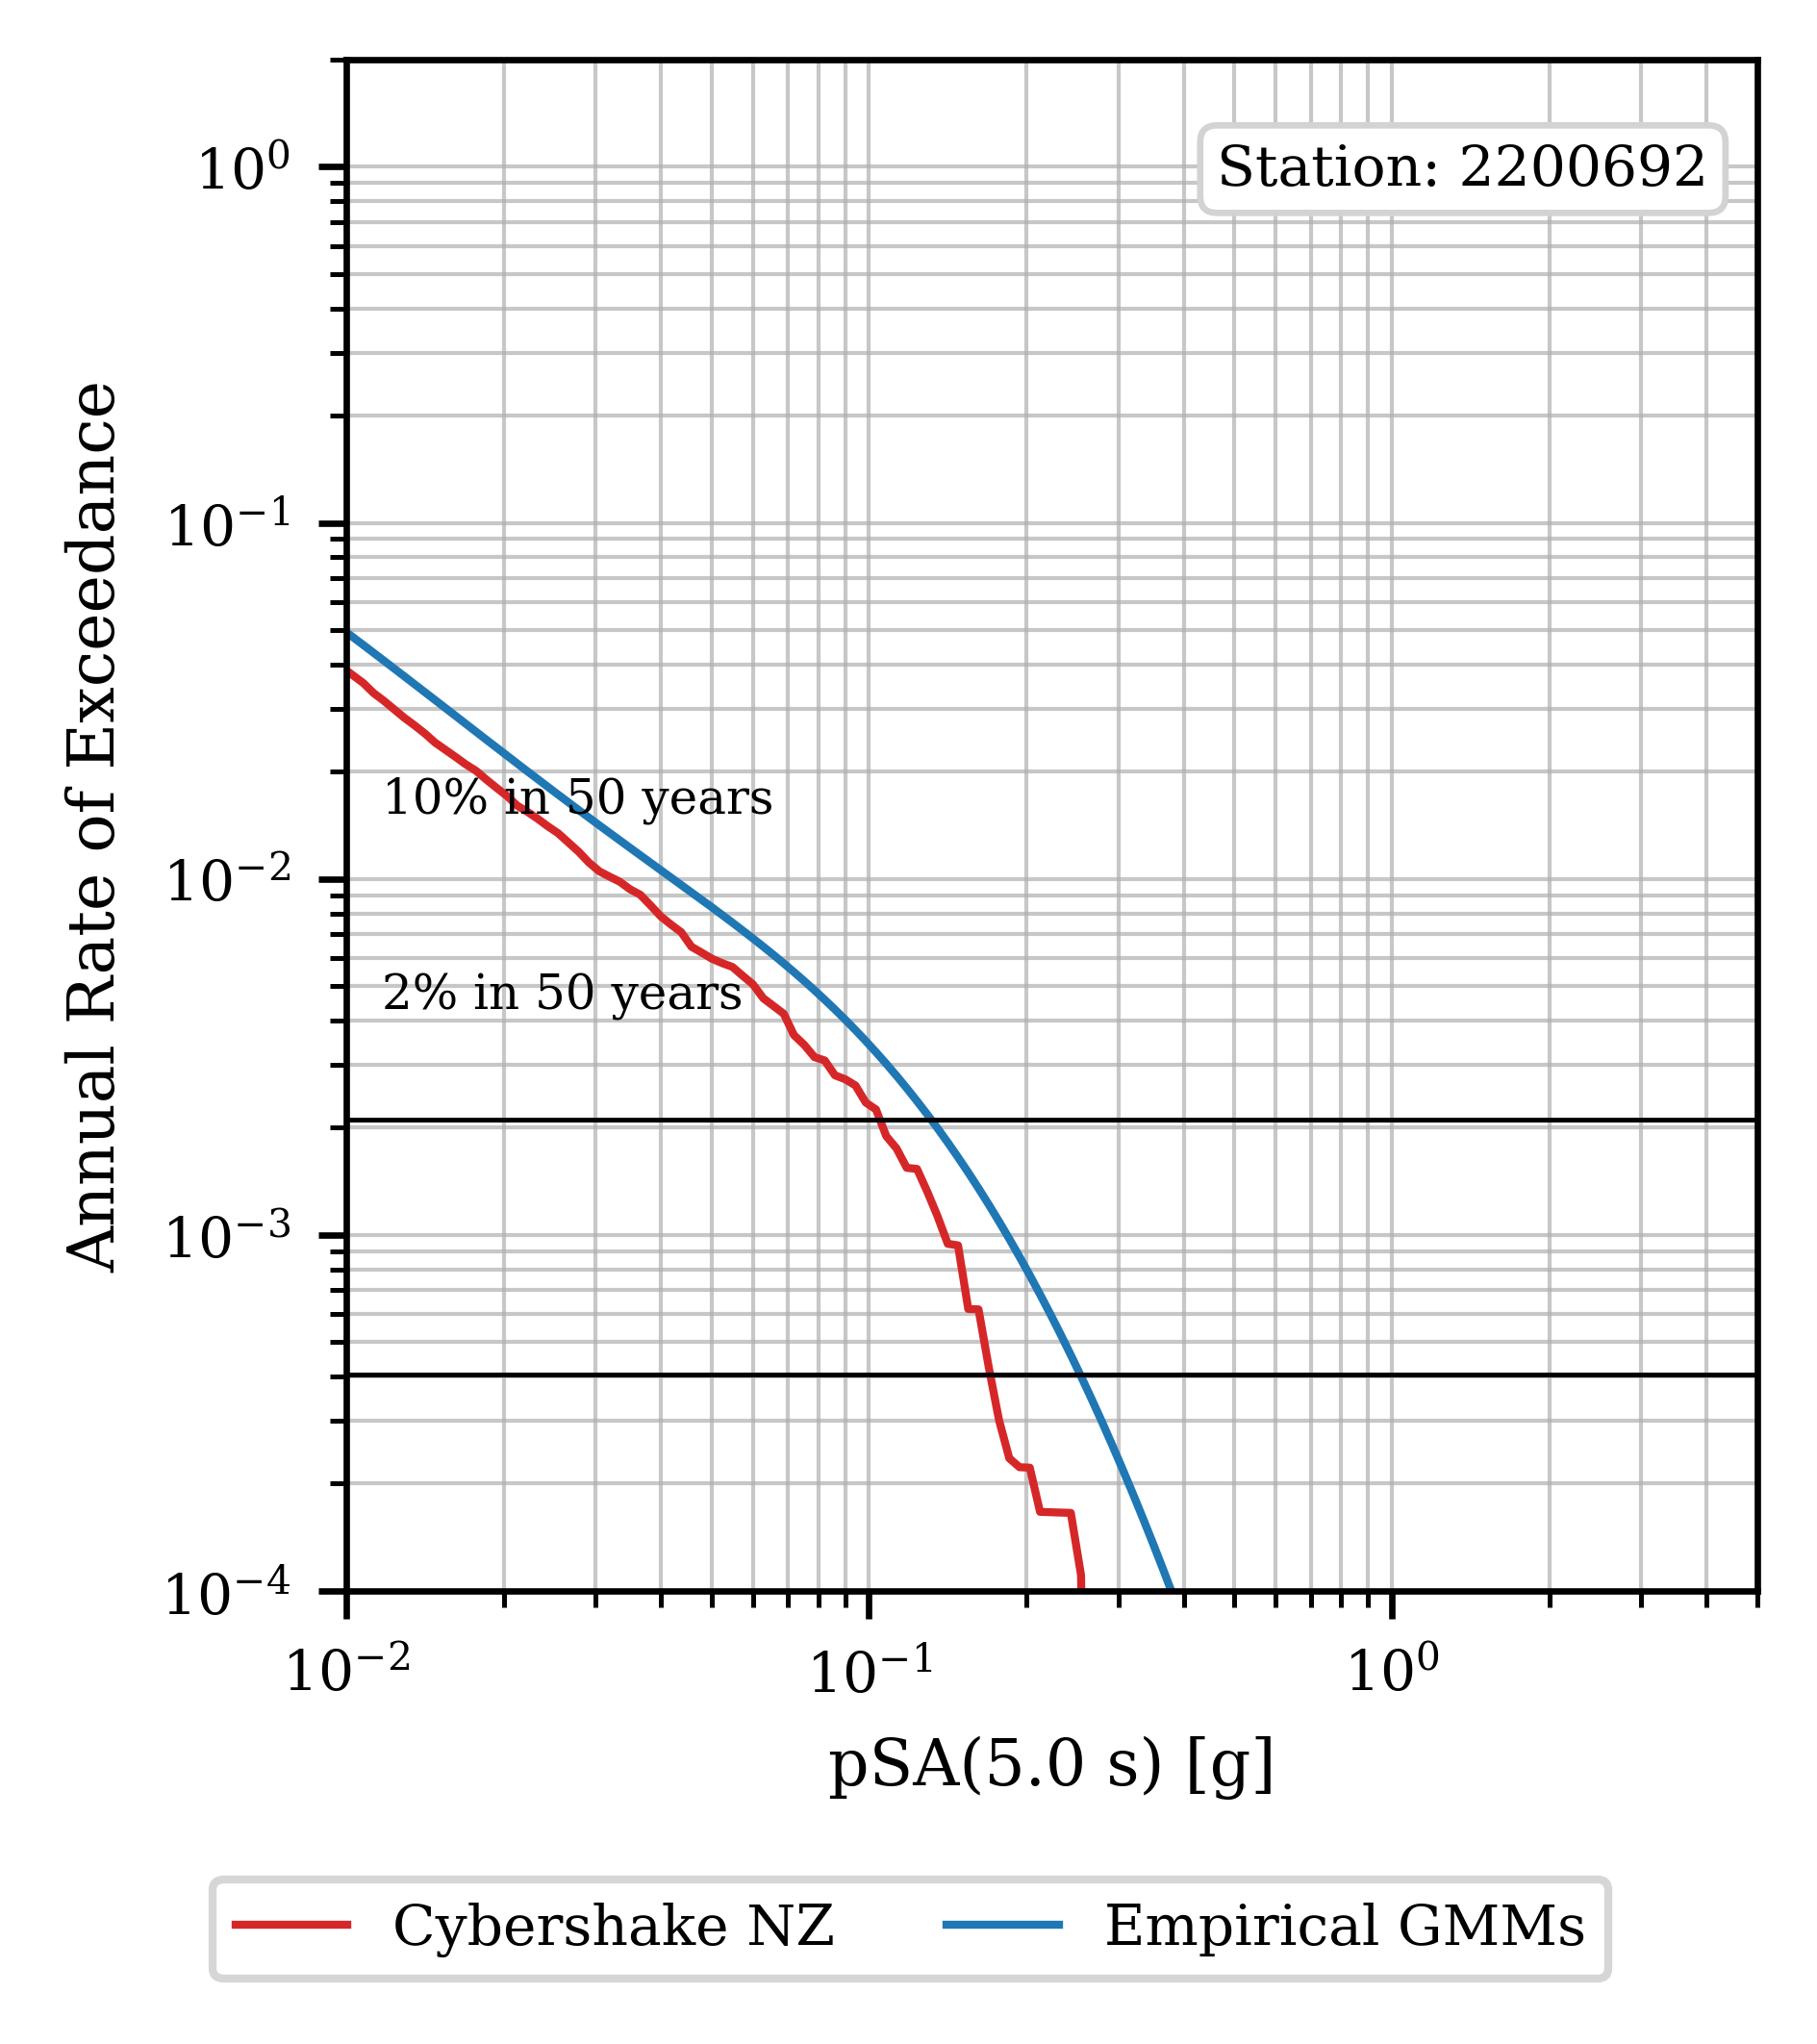 Station: 2200692
10⁰
10⁻¹
10⁻²
10⁻³
10⁻⁴
Annual Rate of Exceedance
10% in 50 years
2% in 50 years
10⁻²
10⁻¹
10⁰
pSA(5.0 s) [g]
Cybershake NZ
Empirical GMMs